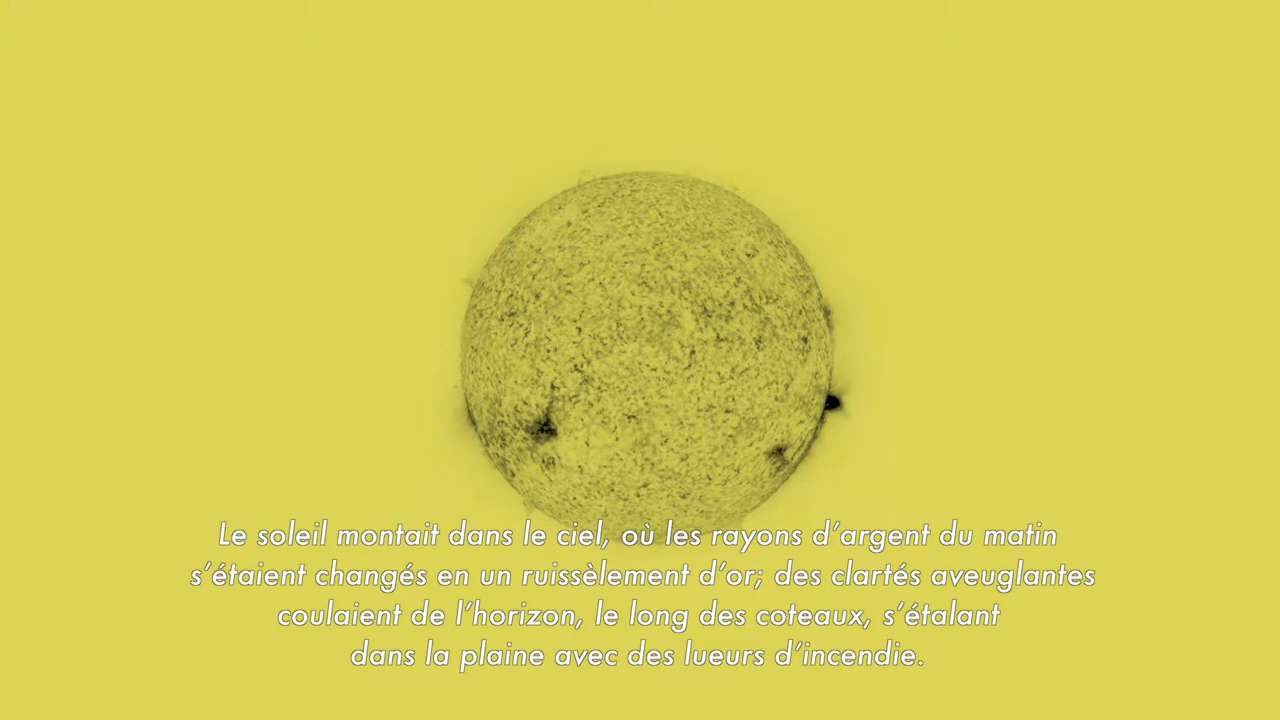 Le soleil montait dans le ciel, où les rayons d’argent du matin
s’étaient changés en un ruissèlement d’or; des clartés aveuglantes
coulaient de l’horizon, le long des coteaux, s’étalant
dans la plaine avec des lueurs d’incendie.